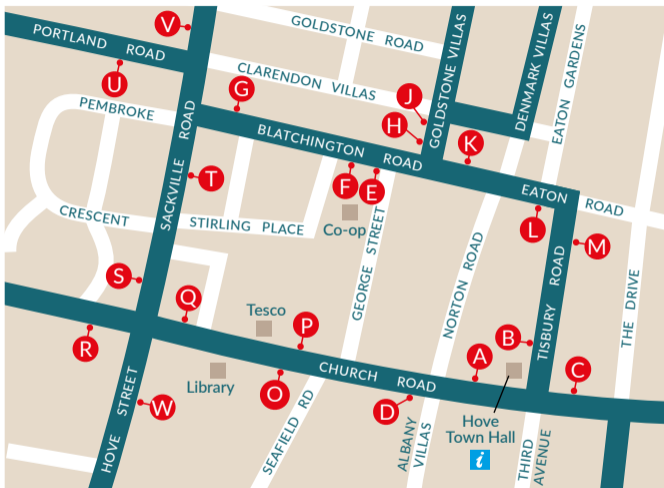 V
GOLDSTONE ROAD
PORTLAND ROAD
U
CLARENDON VILLAS
GOLDSTONE VILLAS
DENMARK VILLAS
EATON GARDENS
PEMBROKE
G
J
H
K
BLATCHINGTON ROAD
SACKVILLE ROAD
T
F
E
EATON ROAD
L
M
CRESCENT
STIRLING PLACE
Co-op
GEORGE STREET
NORTON ROAD
TISBURY ROAD
THE DRIVE
S
Q
Tesco
P
R
Library
O
CHURCH ROAD
A
B
C
D
W
HOVE STREET
SEAFIELD RD
ALBANY
VILLAS
Hove
Town Hall
i
THIRD
AVENUE